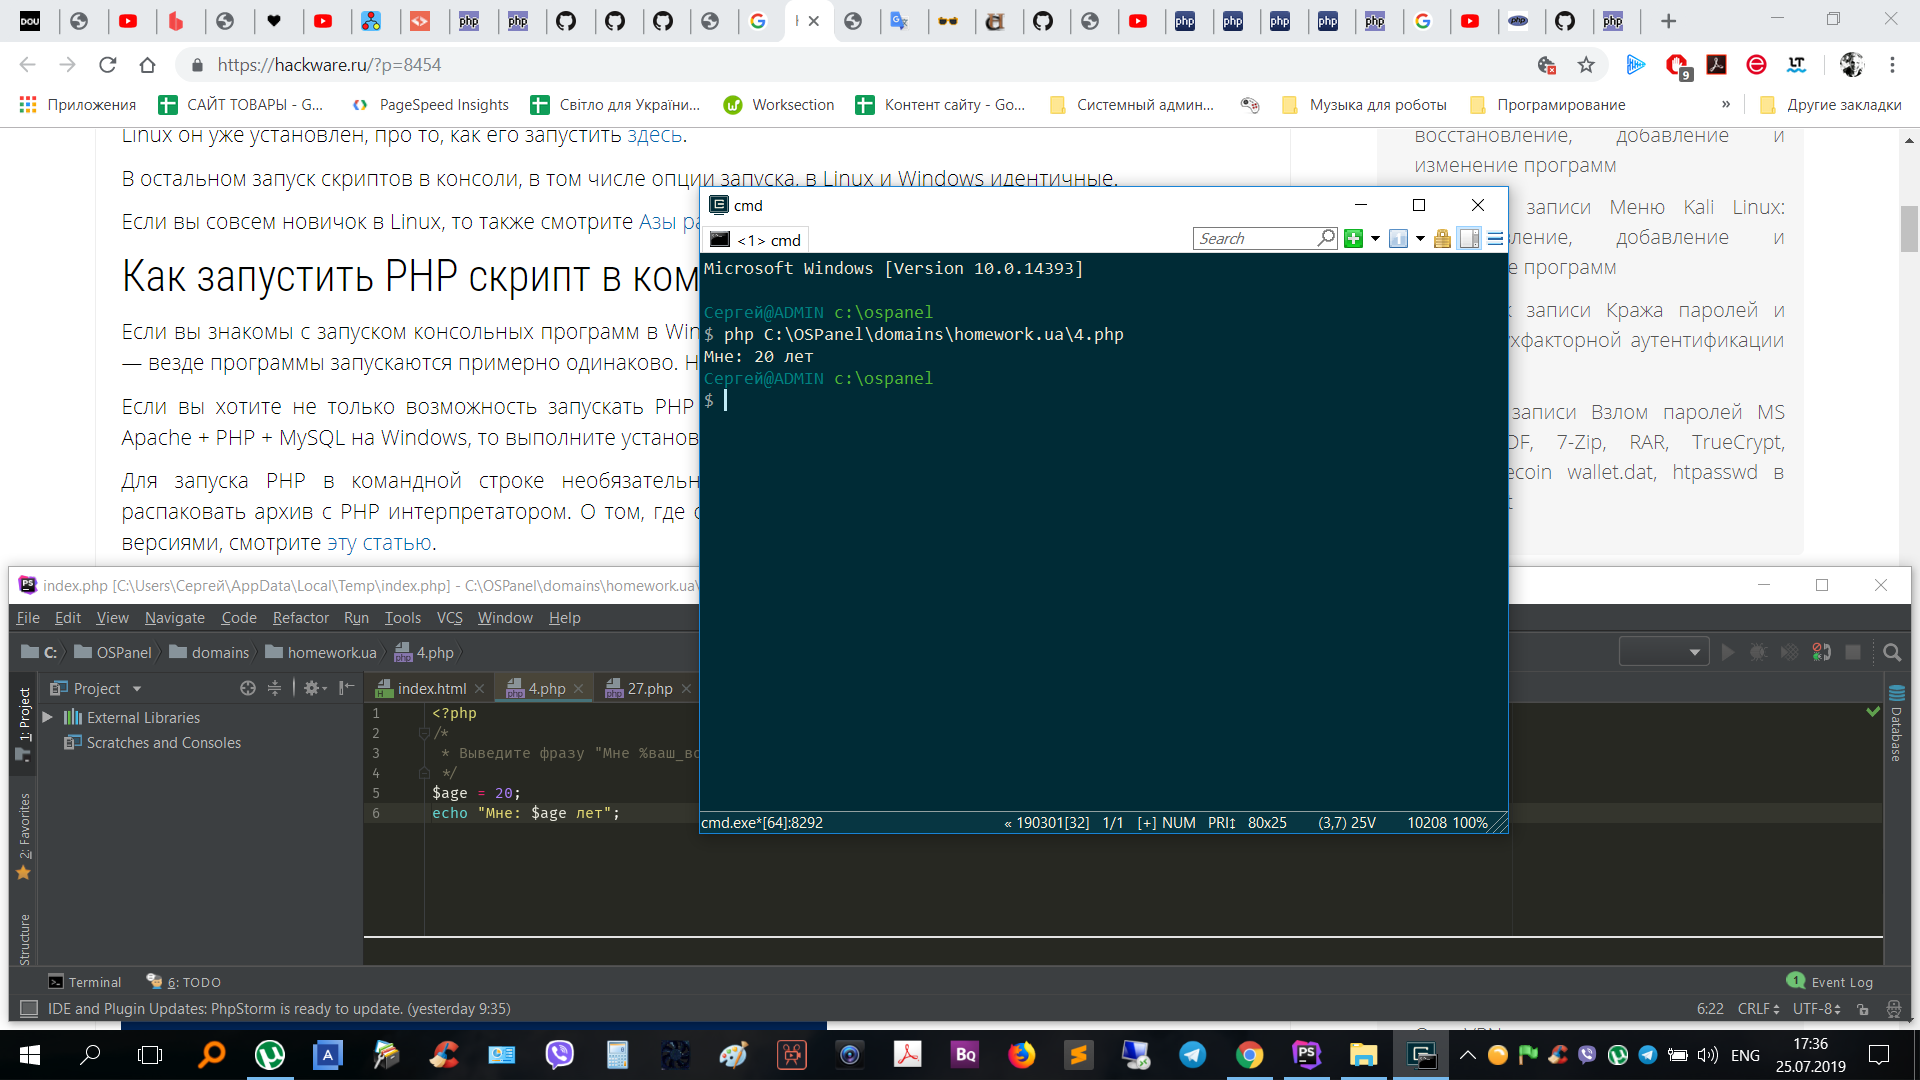 https://hackware.ru/?p=8454
9
Приложения
САЙТ ТОВАРЫ - G...
PageSpeed Insights
Світло для України...
Worksection
Контент сайту - Go...
Системный админ...
Музыка для роботы
Програмирование
»
Другие закладки
Linux он уже установлен, про то, как его запустить здесь.
В остальном запуск скриптов в консоли, в том числе опции запуска, в Linux и Windows идентичные.
Если вы совсем новичок в Linux, то также смотрите Азы ра
Как запустить PHP скрипт в ком
Если вы знакомы с запуском консольных программ в Win
— везде программы запускаются примерно одинаково. Н
Если вы хотите не только возможность запускать PHP
Apache + PHP + MySQL на Windows, то выполните установ
Для запуска PHP в командной строке необязательн
распаковать архив с PHP интерпретатором. О том, где с
версиями, смотрите эту статью.
восстановление, добавление и
изменение программ
записи Меню Kali Linux:
ление, добавление и
е программ
к записи Кража паролей и
ухфакторной аутентификации
записи Взлом паролей MS
DF, 7-Zip, RAR, TrueCrypt,
ecoin wallet.dat, htpasswd в
t
cmd
<1> cmd
Search
Microsoft Windows [Version 10.0.14393]
Сергей@ADMIN c:\ospanel
$ php C:\OSPanel\domains\homework.ua\4.php
Мне: 20 лет
Сергей@ADMIN c:\ospanel
$
cmd.exe*[64]:8292
« 190301[32] 1/1 [+] NUM PRI↕ 80x25 (3,7) 25V 10208 100%
index.php [C:\Users\Сергей\AppData\Local\Temp\index.php] - C:\OSPanel\domains\homework.ua\
File Edit View Navigate Code Refactor Run Tools VCS Window Help
C: OSPanel domains homework.ua 4.php
Project
index.html
4.php
27.php
External Libraries
Scratches and Consoles
1: Project
2: Favorites
Structure
Database
1 <?php
2 /*
3 * Выведите фразу "Мне %ваш_во
4 */
5 $age = 20;
6 echo "Мне: $age лет";
Terminal
6: TODO
1 Event Log
IDE and Plugin Updates: PhpStorm is ready to update. (yesterday 9:35)
6:22 CRLF UTF-8
ENG
17:36
25.07.2019